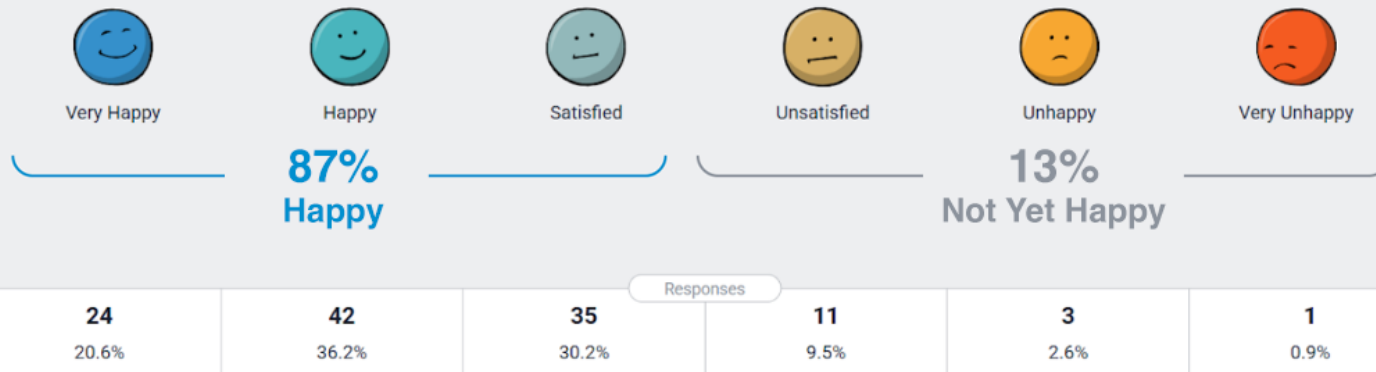 Very Happy Happy Satisfied Unsatisfied Unhappy Very Unhappy
87% 13%
Happy Not Yet Happy
Responses
24 42 35 11 3 1
20.6% 36.2% 30.2% 9.5% 2.6% 0.9%